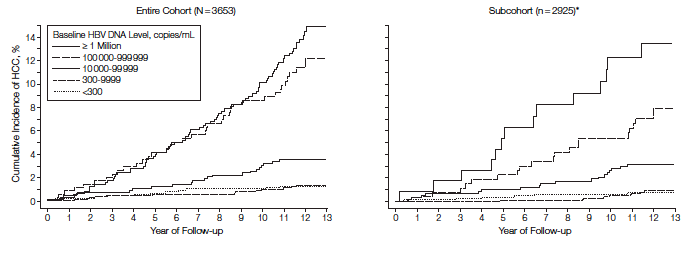 Entire Cohort (N=3653)
Subcohort (n=2925)*
Cumulative Incidence of HCC, %
14
12
10
8
6
4
2
0
Baseline HBV DNA Level, copies/mL
≥ 1 Million
100000-999999
10000-99999
300-9999
<300
0 1 2 3 4 5 6 7 8 9 10 11 12 13
0 1 2 3 4 5 6 7 8 9 10 11 12 13
Year of Follow-up
Year of Follow-up